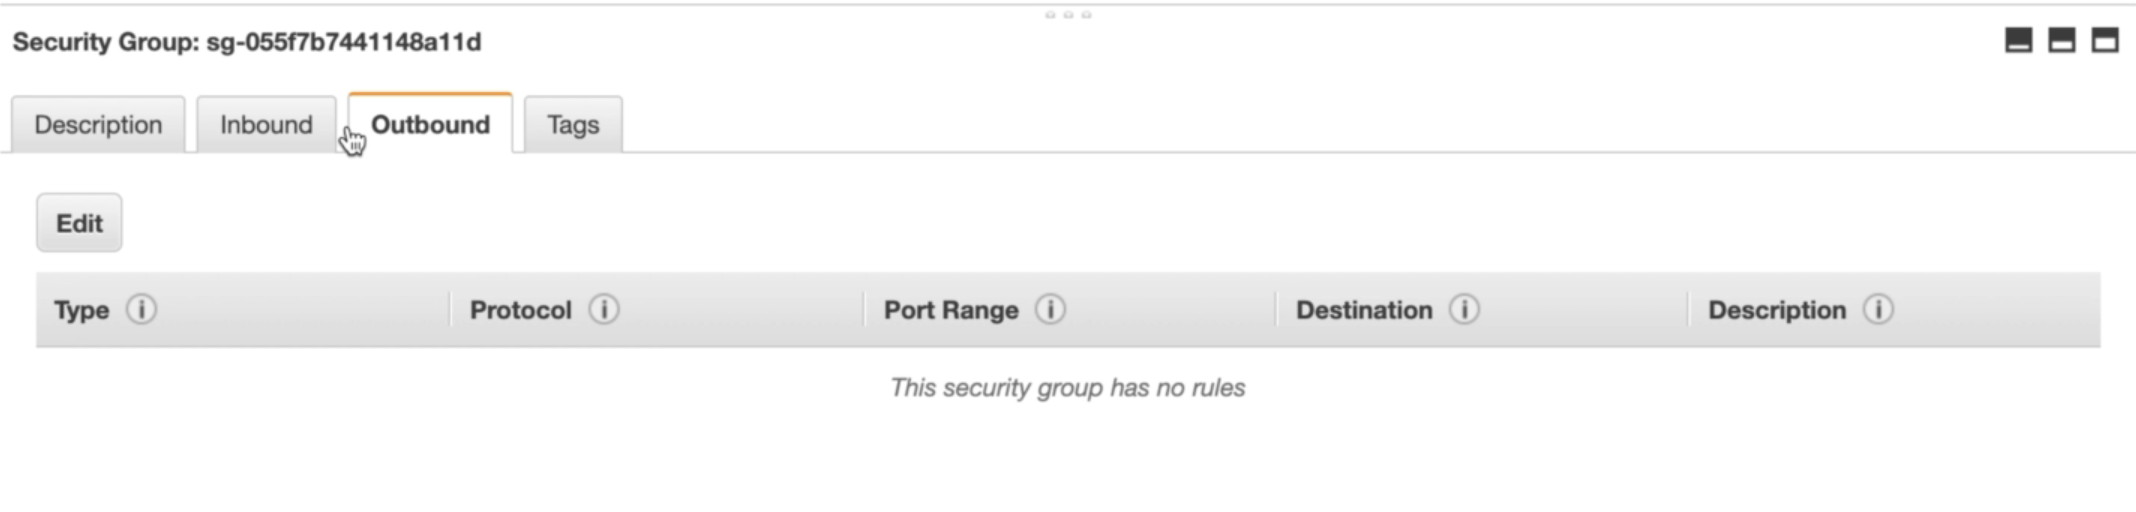 Security Group: sg-055f7b7441148a11d
Description Inbound Outbound Tags
Edit
Type Protocol Port Range Destination Description
This security group has no rules